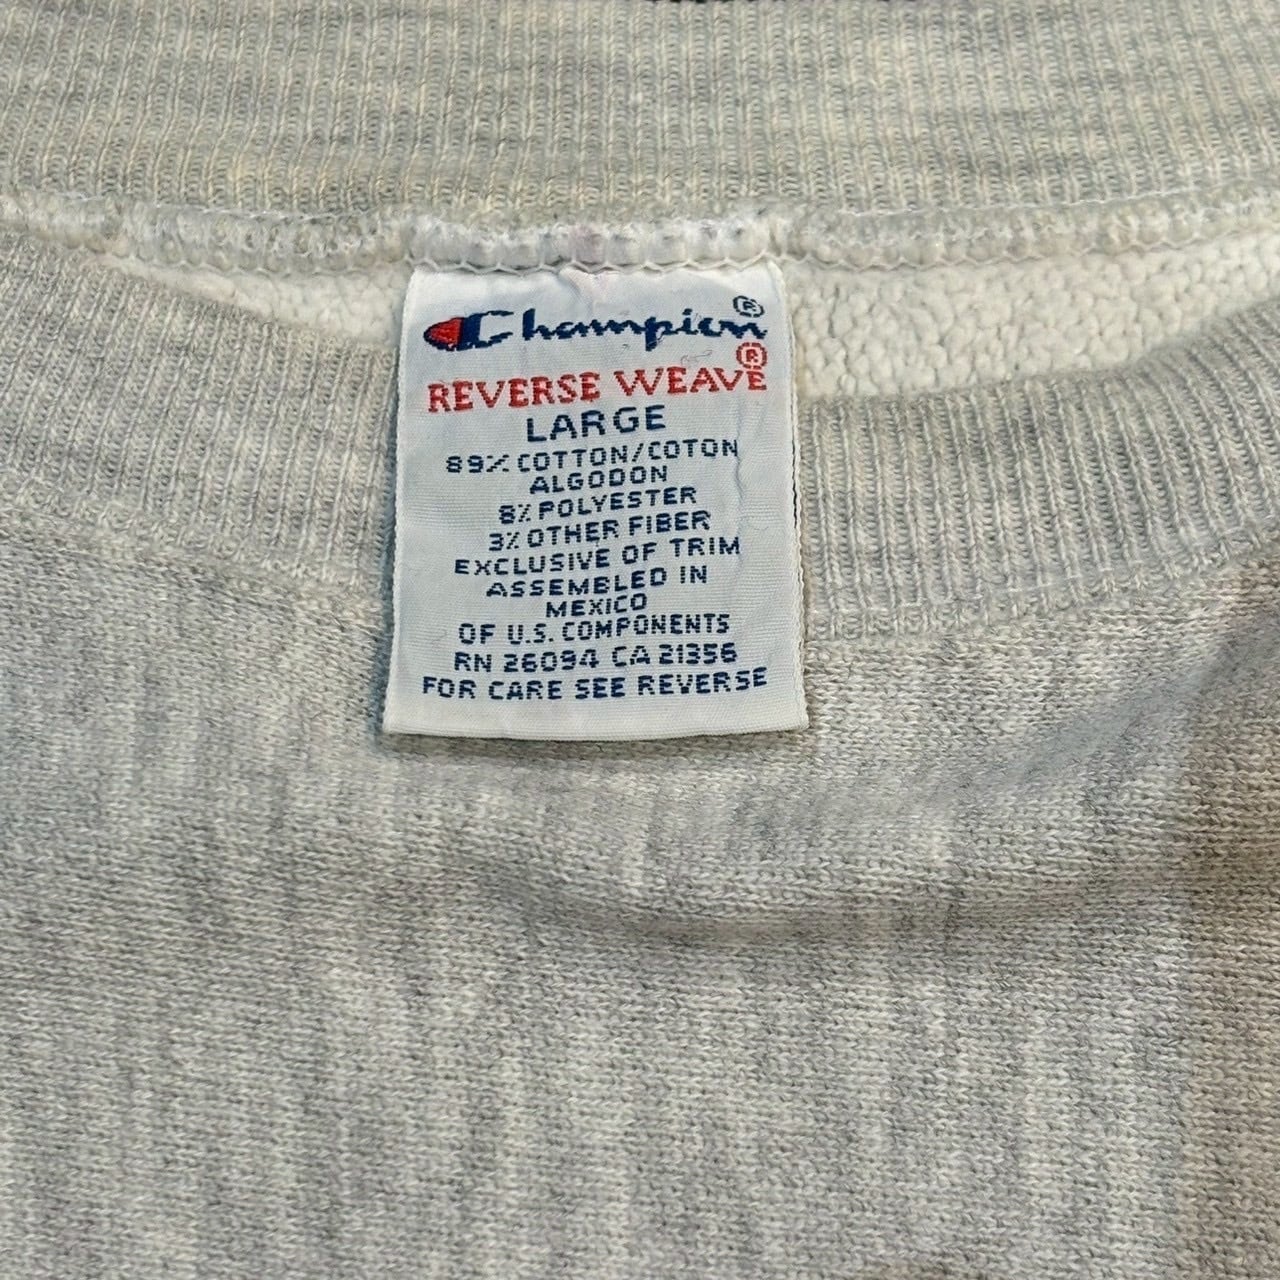 Champion®
REVERSE WEAVE®
LARGE
89% COTTON/COTON
ALGODON
8% POLYESTER
3% OTHER FIBER
EXCLUSIVE OF TRIM
ASSEMBLED IN
MEXICO
OF U.S. COMPONENTS
RN 26094 CA 21356
FOR CARE SEE REVERSE